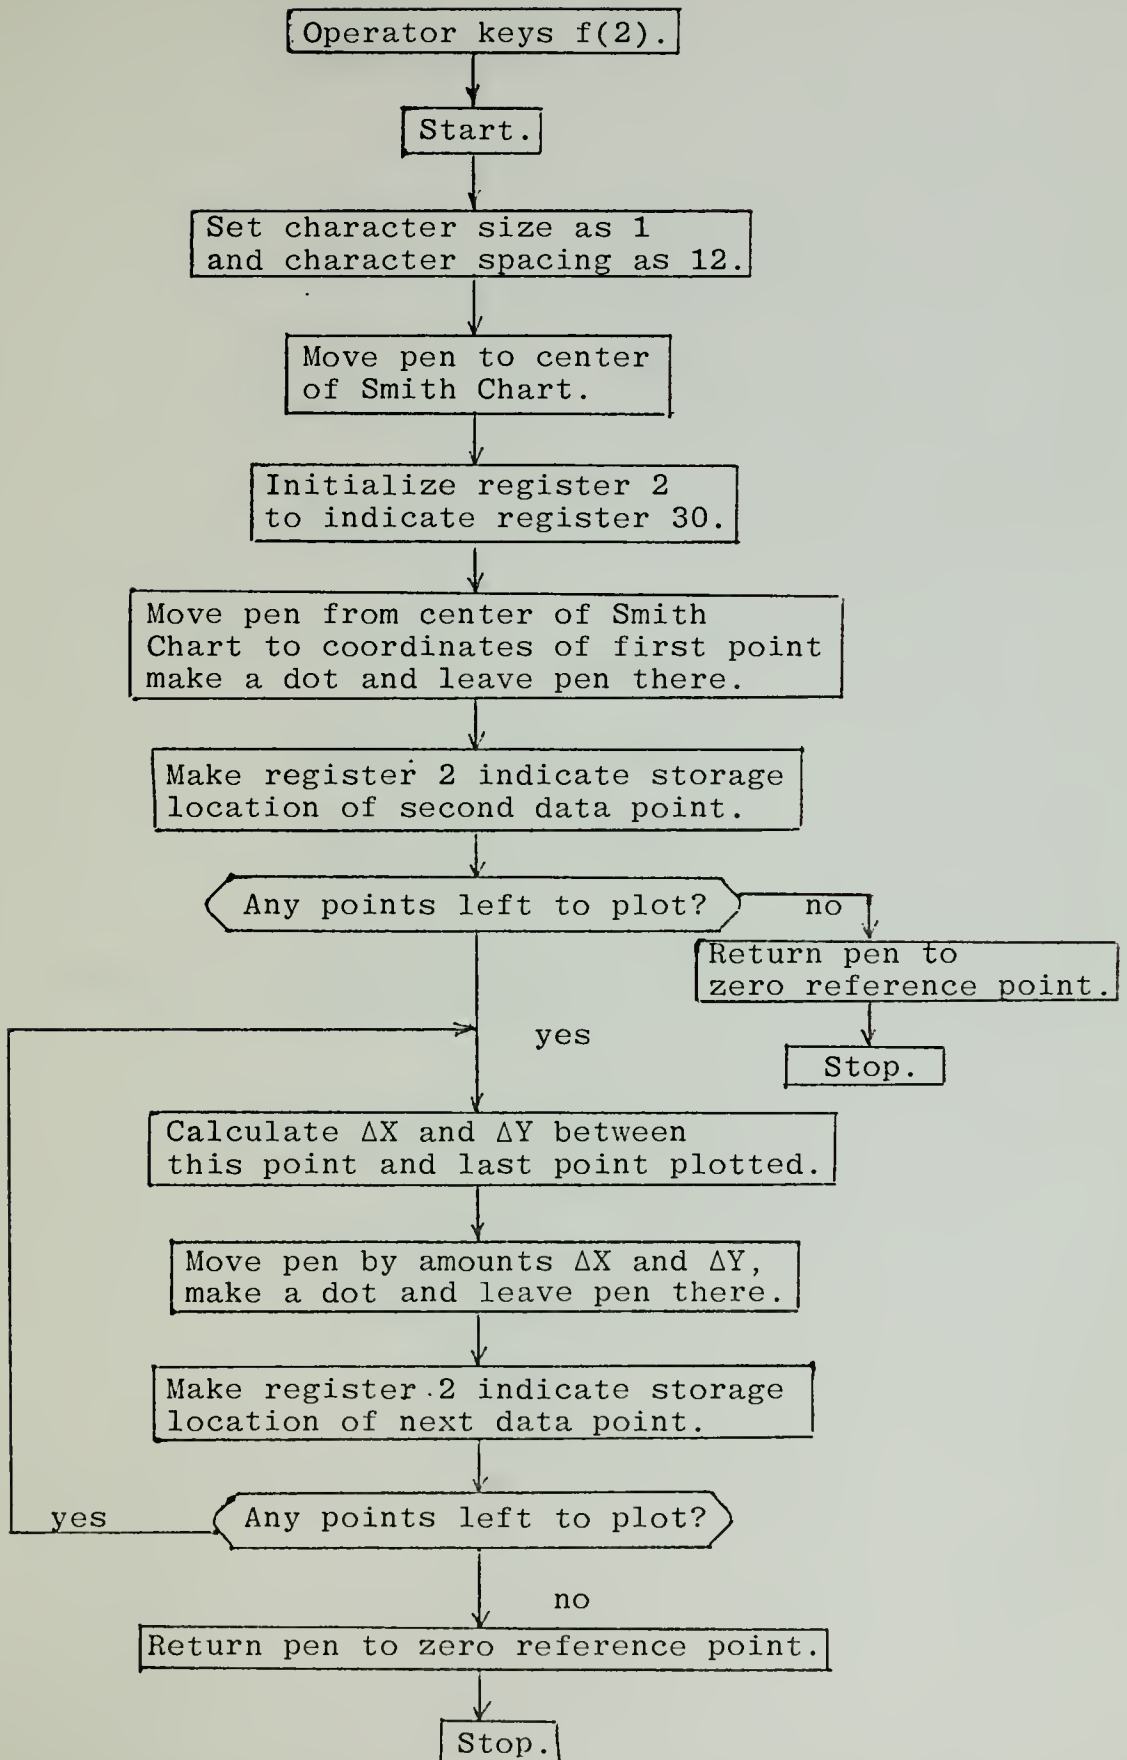 Operator keys f(2).
Start.
Set character size as 1
and character spacing as 12.
Move pen to center
of Smith Chart.
Initialize register 2
to indicate register 30.
Move pen from center of Smith
Chart to coordinates of first point
make a dot and leave pen there.
Make register 2 indicate storage
location of second data point.
Any points left to plot?
no
Return pen to
zero reference point.
Stop.
yes
Calculate ΔX and ΔY between
this point and last point plotted.
Move pen by amounts ΔX and ΔY,
make a dot and leave pen there.
Make register 2 indicate storage
location of next data point.
Any points left to plot?
yes
no
Return pen to zero reference point.
Stop.